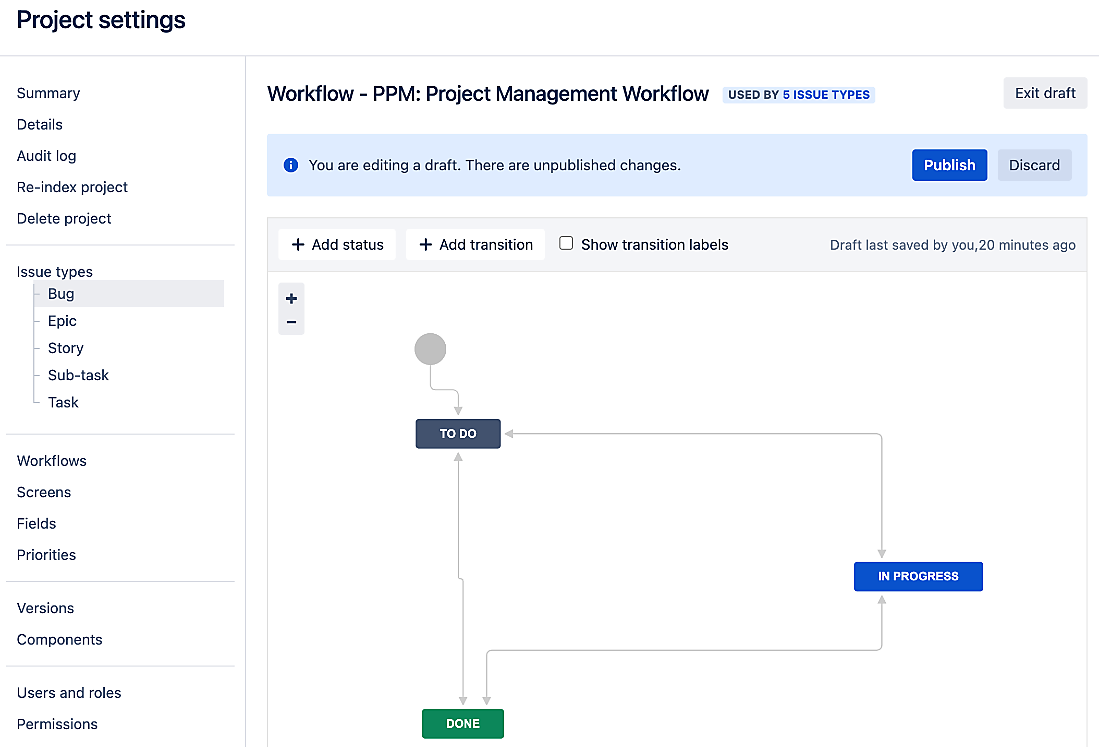 Project settings
Summary
Details
Audit log
Re-index project
Delete project
Issue types
Bug
Epic
Story
Sub-task
Task
Workflows
Screens
Fields
Priorities
Versions
Components
Users and roles
Permissions
Workflow - PPM: Project Management Workflow USED BY 5 ISSUE TYPES Exit draft
You are editing a draft. There are unpublished changes. Publish Discard
+ Add status + Add transition Show transition labels Draft last saved by you,20 minutes ago
+
−
TO DO
IN PROGRESS
DONE